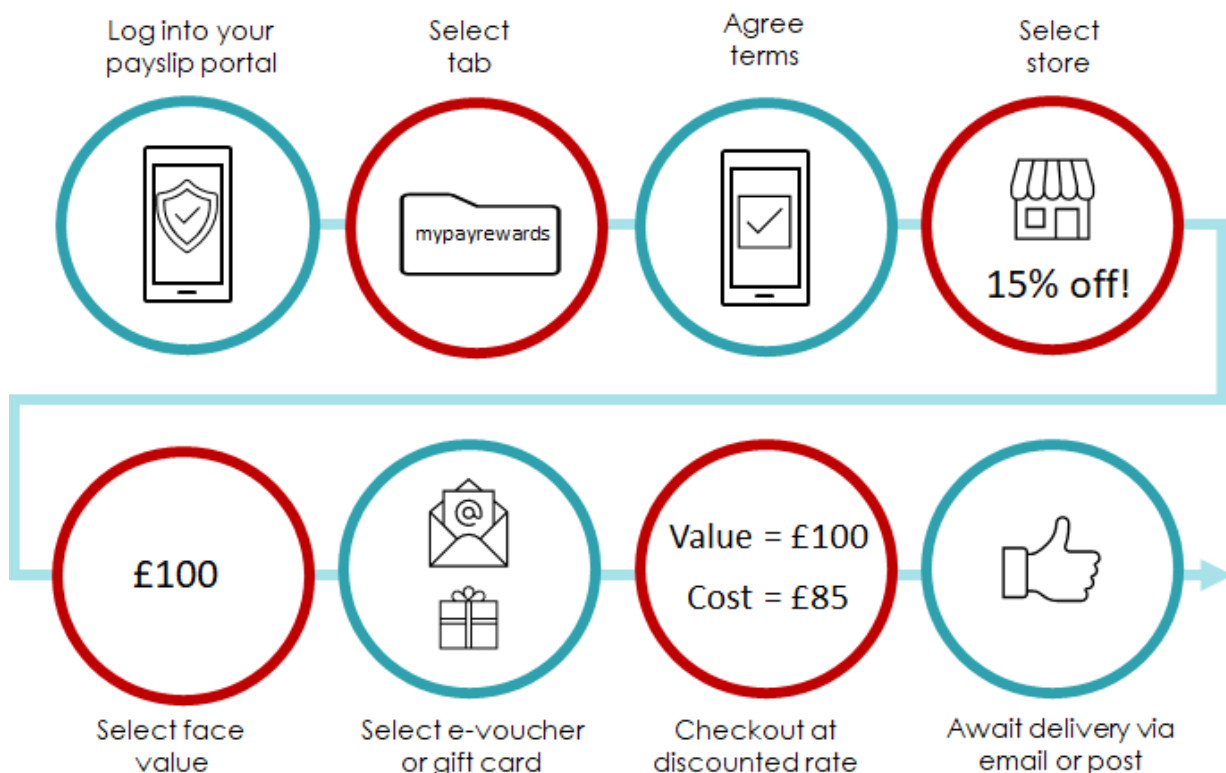 Log into your
payslip portal
Select
tab
Agree
terms
Select
store
mypayrewards
15% off!
£100
@
Value = £100
Cost = £85
Select face
value
Select e-voucher
or gift card
Checkout at
discounted rate
Await delivery via
email or post